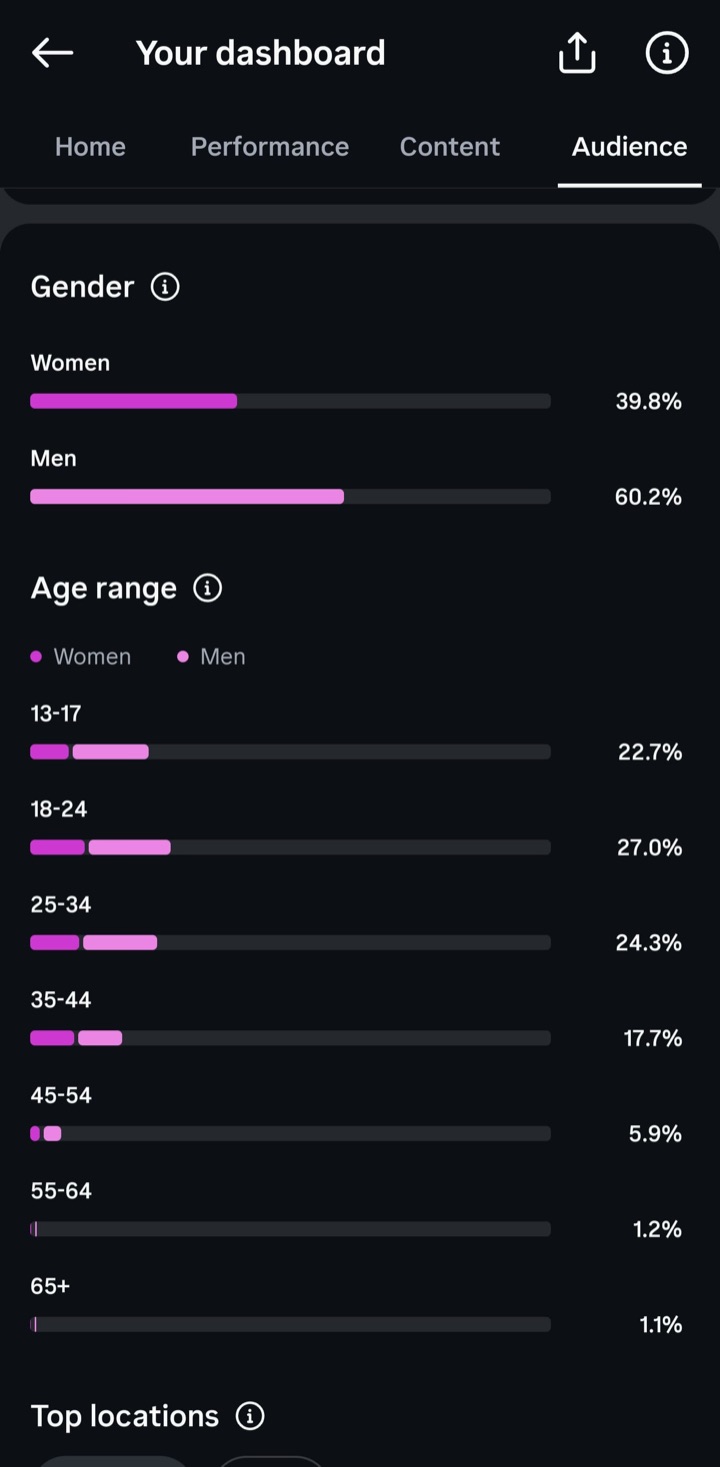 Your dashboard
Home Performance Content Audience
Gender
Women
39.8%
Men
60.2%
Age range
Women Men
13-17
22.7%
18-24
27.0%
25-34
24.3%
35-44
17.7%
45-54
5.9%
55-64
1.2%
65+
1.1%
Top locations